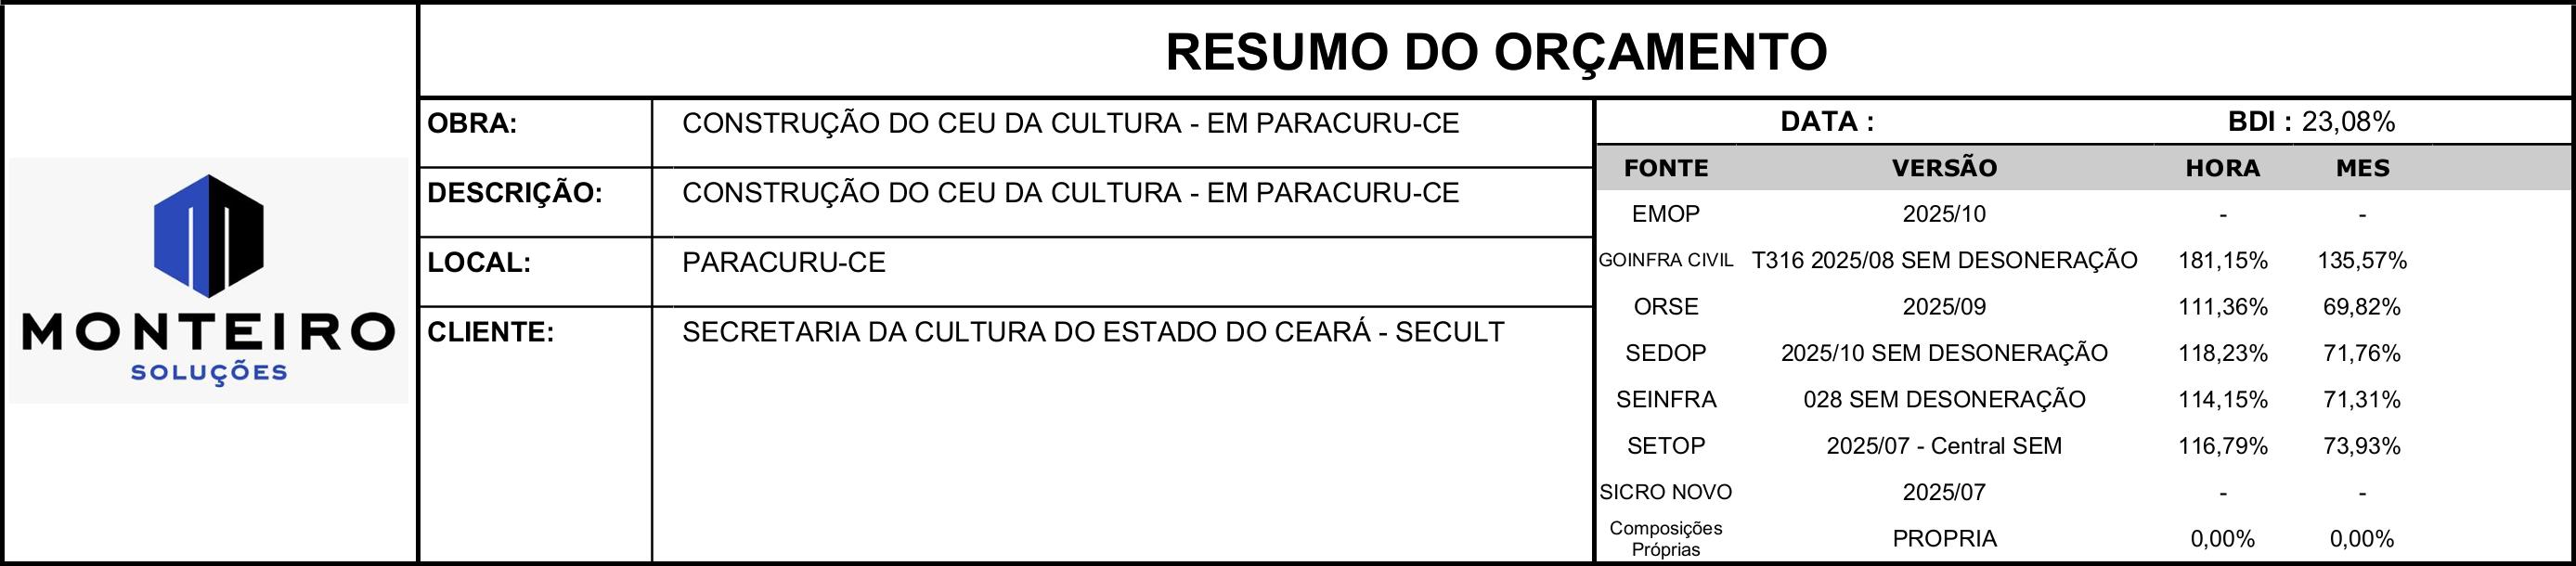 RESUMO DO ORÇAMENTO
MONTEIRO
SOLUÇÕES
OBRA: CONSTRUÇÃO DO CEU DA CULTURA - EM PARACURU-CE
DESCRIÇÃO: CONSTRUÇÃO DO CEU DA CULTURA - EM PARACURU-CE
LOCAL: PARACURU-CE
CLIENTE: SECRETARIA DA CULTURA DO ESTADO DO CEARÁ - SECULT
DATA : BDI : 23,08%
FONTE VERSÃO HORA MES
EMOP 2025/10 - -
GOINFRA CIVIL T316 2025/08 SEM DESONERAÇÃO 181,15% 135,57%
ORSE 2025/09 111,36% 69,82%
SEDOP 2025/10 SEM DESONERAÇÃO 118,23% 71,76%
SEINFRA 028 SEM DESONERAÇÃO 114,15% 71,31%
SETOP 2025/07 - Central SEM 116,79% 73,93%
SICRO NOVO 2025/07 - -
Composições
Próprias PROPRIA 0,00% 0,00%